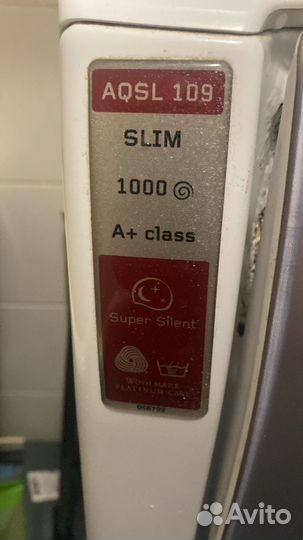 AQSL 109
SLIM
1000
A+ class
Super Silent
WOOLMARK
PLATINUM CARE
Avito